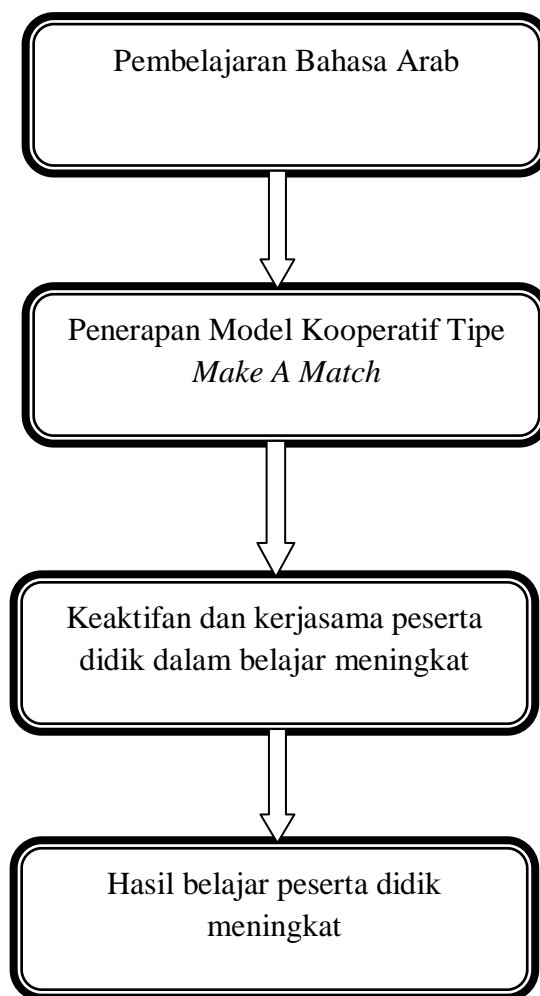 Pembelajaran Bahasa Arab
Penerapan Model Kooperatif Tipe
Make A Match
Keaktifan dan kerjasama peserta
didik dalam belajar meningkat
Hasil belajar peserta didik
meningkat